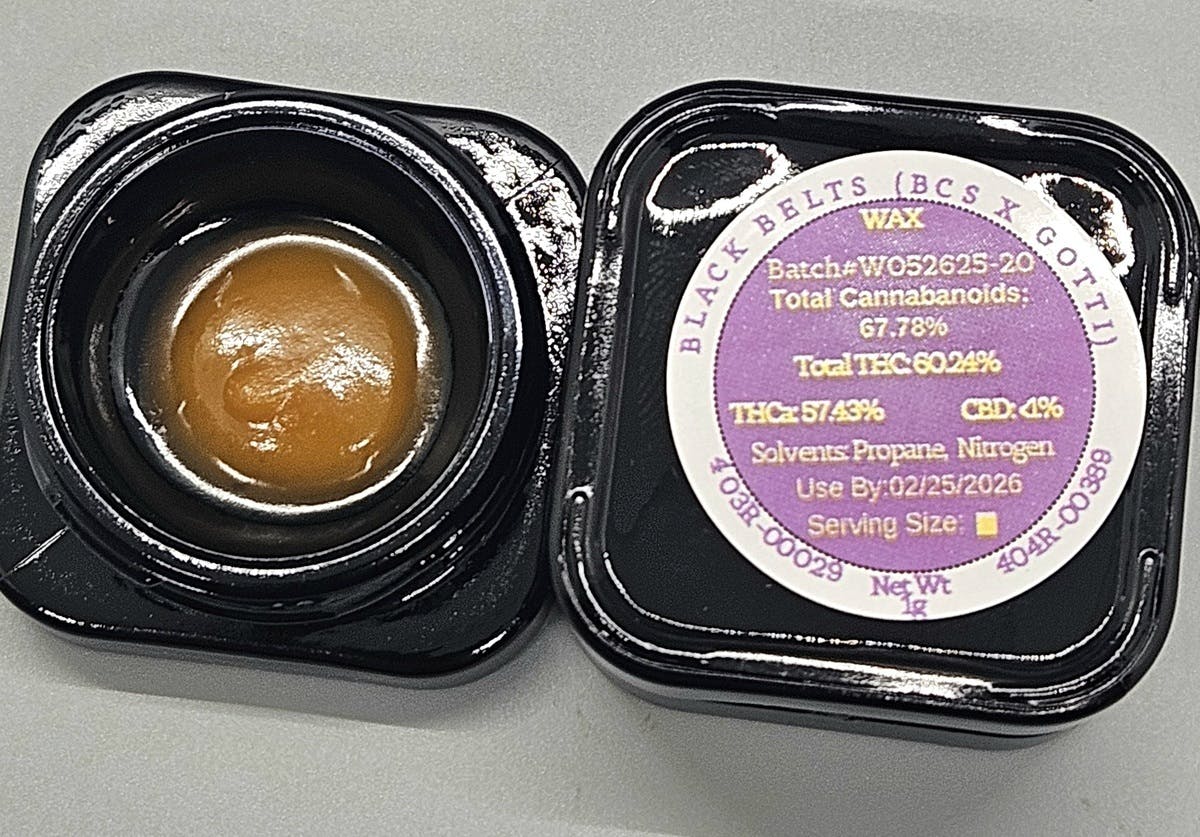 BLACK BELTS (BCS X GOTTI)
WAX
Batch#W052625-20
Total Cannabanoids:
67.78%
Total THC: 60.24%
THCa: 57.43% CBD: <1%
Solvents: Propane, Nitrogen
Use By:02/25/2026
Serving Size:
403R-00029
Net Wt
1g
404R-00389